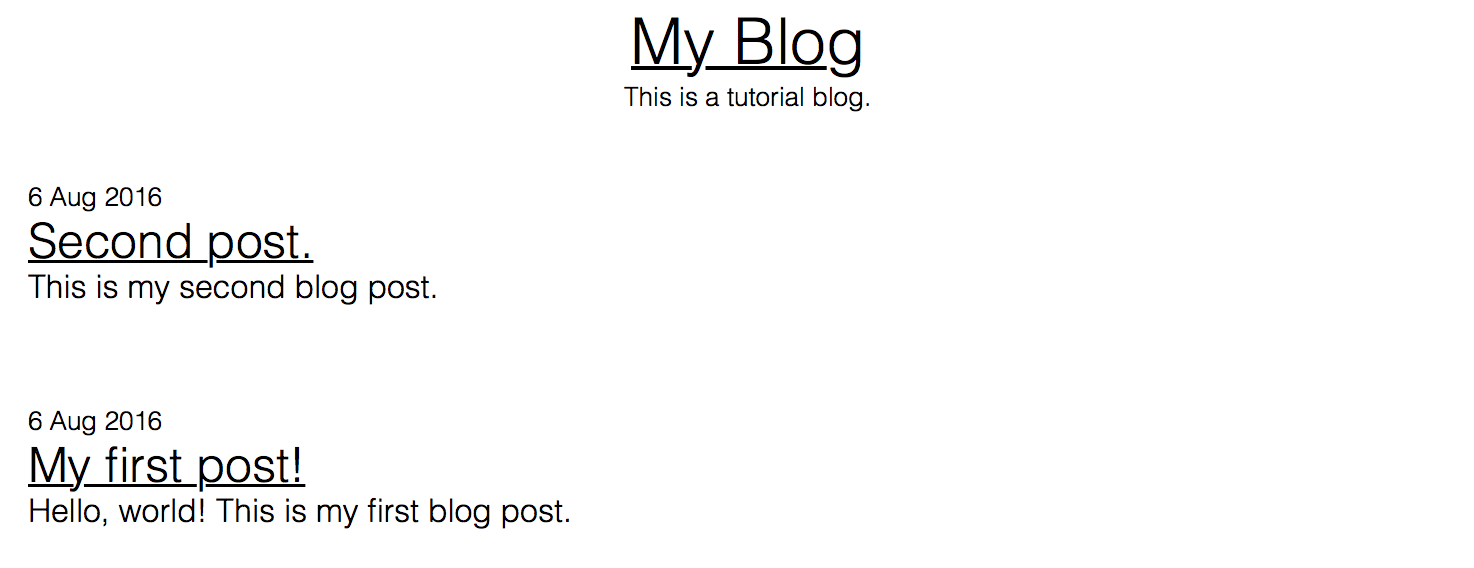 My Blog
This is a tutorial blog.
6 Aug 2016
Second post.
This is my second blog post.
6 Aug 2016
My first post!
Hello, world! This is my first blog post.